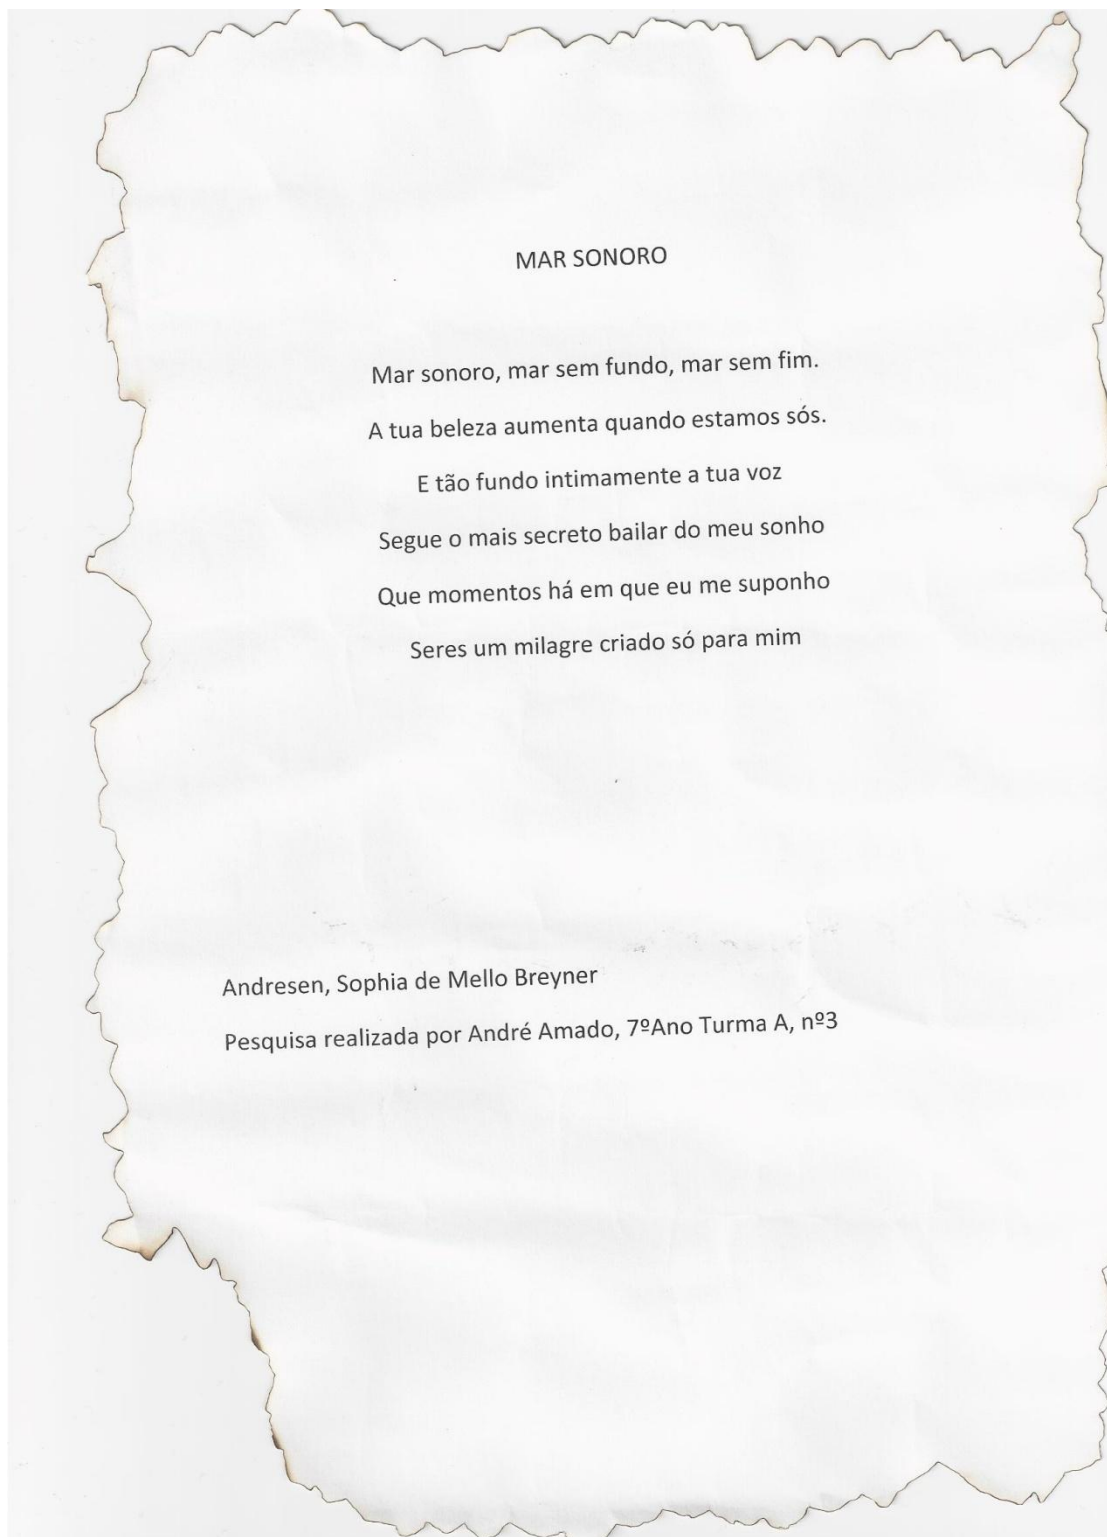 MAR SONORO
Mar sonoro, mar sem fundo, mar sem fim.
A tua beleza aumenta quando estamos sós.
E tão fundo intimamente a tua voz
Segue o mais secreto bailar do meu sonho
Que momentos há em que eu me suponho
Seres um milagre criado só para mim
Andresen, Sophia de Mello Breyner
Pesquisa realizada por André Amado, 7ºAno Turma A, nº3